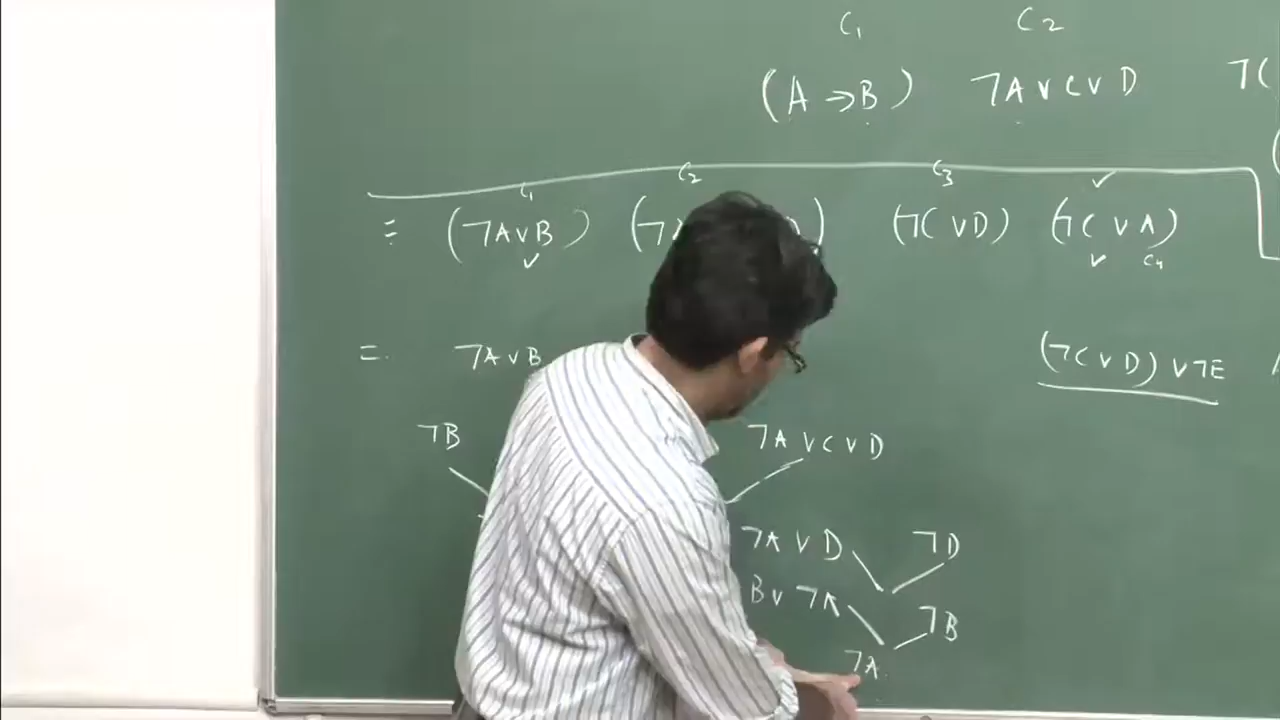 C₁ C₂
(A ⇒ B) ¬A ∨ C ∨ D ¬(
C₁ C₂ C₃ ✓
≡ (¬A ∨ B) (¬ ) (¬C ∨ D) (¬C ∨ A)
✓ ✓ C₄
= ¬A ∨ B (¬C ∨ D) ∨ ¬E
¬B ¬A ∨ C ∨ D
¬A ∨ D ¬D
B ∨ ¬A ¬B
¬A